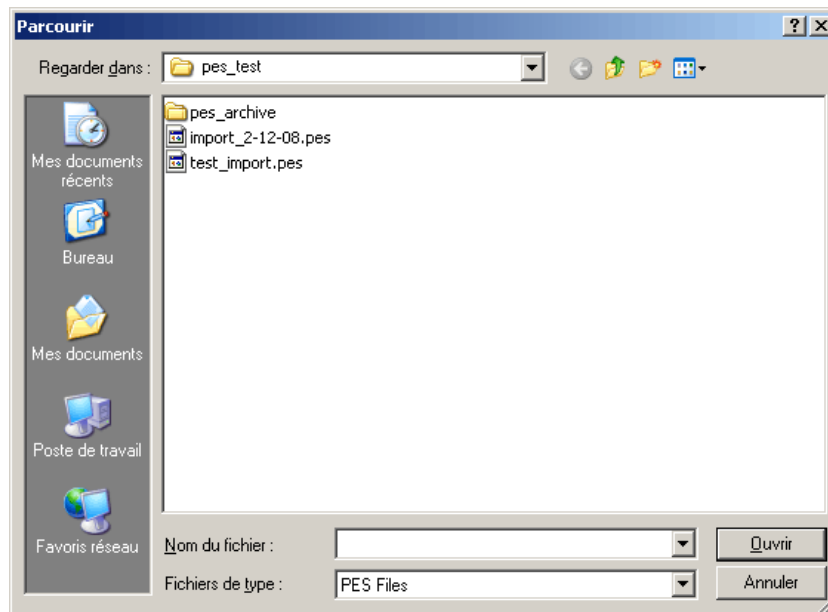 Parcourir
Regarder dans : pes_test
pes_archive
import_2-12-08.pes
test_import.pes
Mes documents
récents
Bureau
Mes documents
Poste de travail
Favoris réseau
Nom du fichier : Ouvrir
Fichiers de type : PES Files Annuler